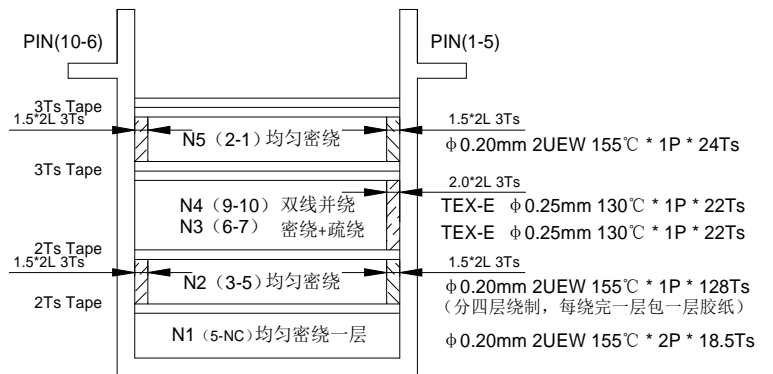 PIN(10-6) PIN(1-5)
3Ts Tape
1.5*2L 3Ts 1.5*2L 3Ts
N5（2-1）均匀密绕 φ0.20mm 2UEW 155℃ * 1P * 24Ts
3Ts Tape
2.0*2L 3Ts
N4（9-10）双线并绕 TEX-E φ0.25mm 130℃ * 1P * 22Ts
N3（6-7） 密绕+疏绕 TEX-E φ0.25mm 130℃ * 1P * 22Ts
2Ts Tape
1.5*2L 3Ts 1.5*2L 3Ts
N2（3-5）均匀密绕 φ0.20mm 2UEW 155℃ * 1P * 128Ts
2Ts Tape （分四层绕制，每绕完一层包一层胶纸）
N1（5-NC）均匀密绕一层 φ0.20mm 2UEW 155℃ * 2P * 18.5Ts